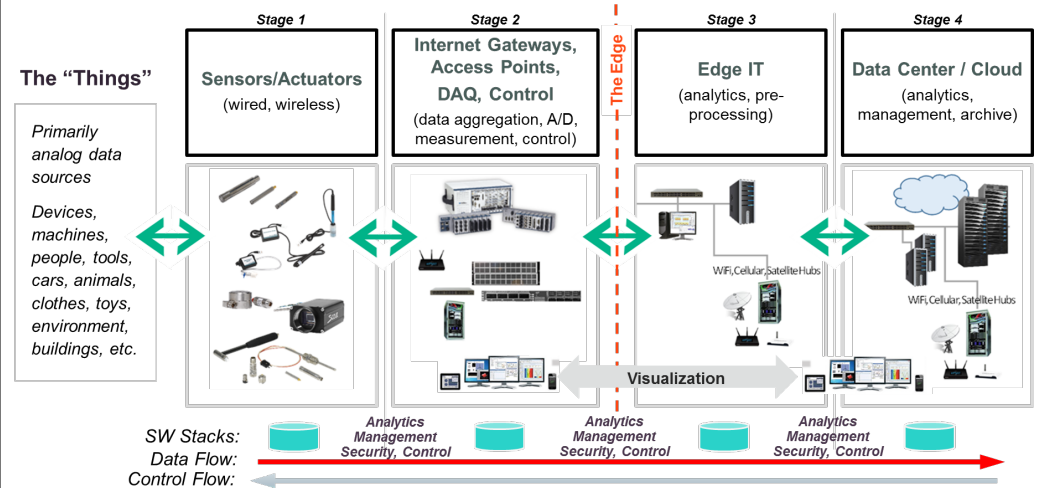 Stage 1
Stage 2
Stage 3
Stage 4
The “Things”
Primarily
analog data
sources
Devices,
machines,
people, tools,
cars, animals,
clothes, toys,
environment,
buildings, etc.
Sensors/Actuators
(wired, wireless)
Internet Gateways,
Access Points,
DAQ, Control
(data aggregation, A/D,
measurement, control)
The Edge
Edge IT
(analytics, pre-
processing)
Data Center / Cloud
(analytics,
management, archive)
WiFi, Cellular, Satellite Hubs
WiFi, Cellular, Satellite Hubs
Visualization
SW Stacks:
Analytics
Management
Security, Control
Analytics
Management
Security, Control
Analytics
Management
Security, Control
Data Flow:
Control Flow: